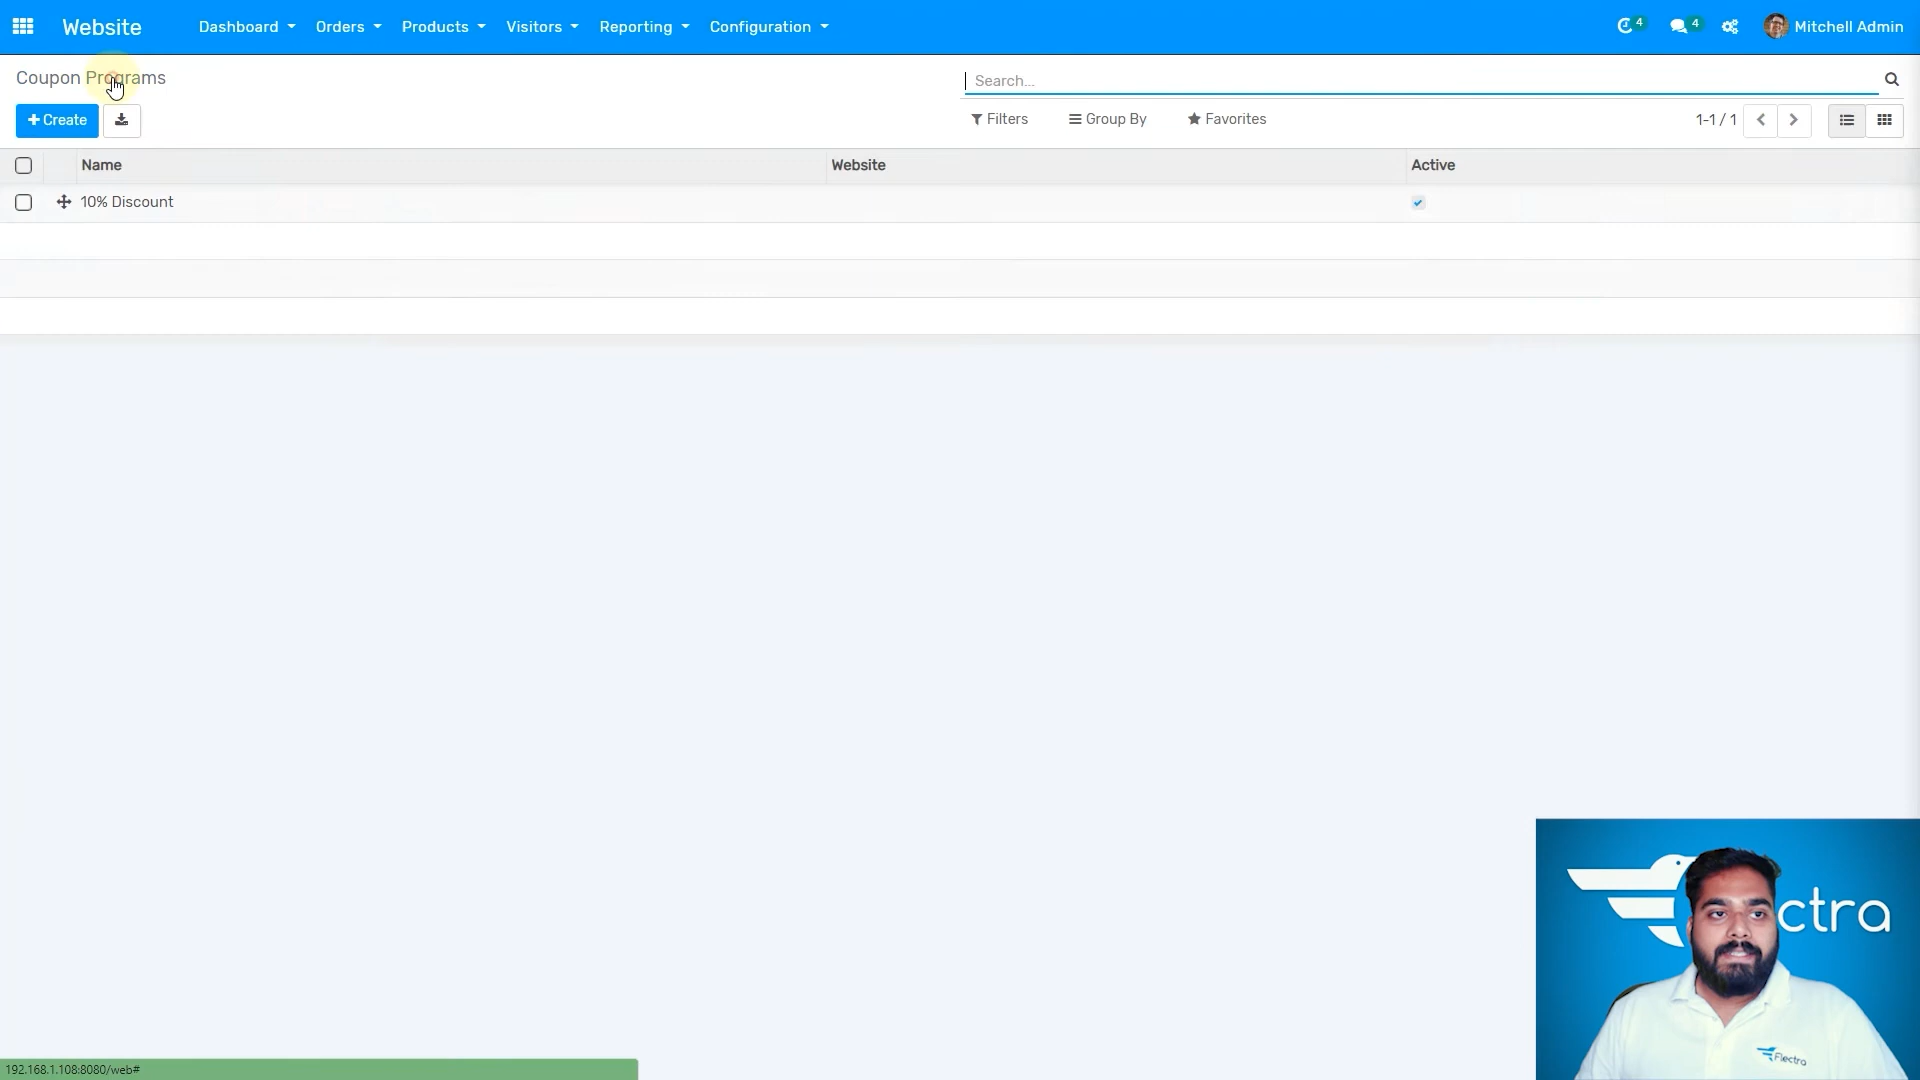 Website
Dashboard
Orders
Products
Visitors
Reporting
Configuration
4
4
Mitchell Admin
Coupon Programs
Search...
Create
Filters
Group By
Favorites
1-1 / 1
Name
Website
Active
10% Discount
ctra
Flectra
192.168.1.108:8080/web#